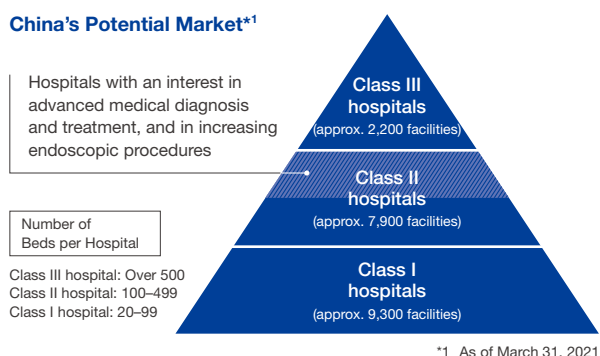 China's Potential Market*1
Hospitals with an interest in
advanced medical diagnosis
and treatment, and in increasing
endoscopic procedures
Class III
hospitals
(approx. 2,200 facilities)
Class II
hospitals
(approx. 7,900 facilities)
Class I
hospitals
(approx. 9,300 facilities)
Number of
Beds per Hospital
Class III hospital: Over 500
Class II hospital: 100–499
Class I hospital: 20–99
*1 As of March 31, 2021